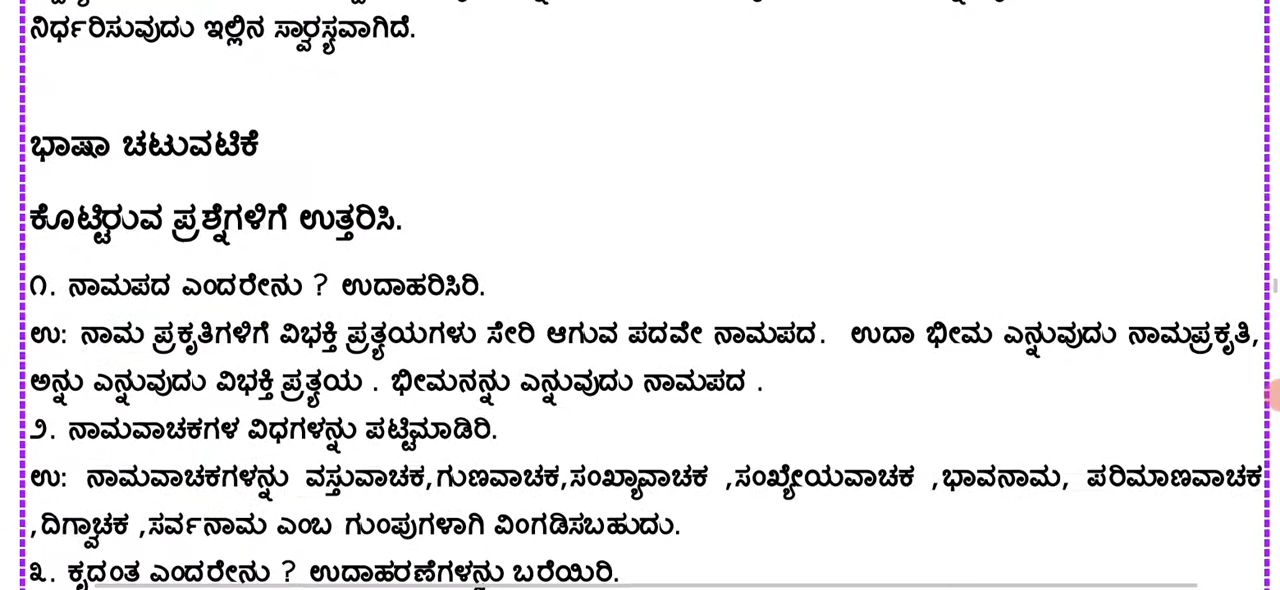 ನಿರ್ಧರಿಸುವುದು ಇಲ್ಲಿನ ಸ್ವಾರಸ್ಯವಾಗಿದೆ.
ಭಾಷಾ ಚಟುವಟಿಕೆ
ಕೊಟ್ಟಿರುವ ಪ್ರಶ್ನೆಗಳಿಗೆ ಉತ್ತರಿಸಿ.
೧. ನಾಮಪದ ಎಂದರೇನು ? ಉದಾಹರಿಸಿರಿ.
ಉ: ನಾಮ ಪ್ರಕೃತಿಗಳಿಗೆ ವಿಭಕ್ತಿ ಪ್ರತ್ಯಯಗಳು ಸೇರಿ ಆಗುವ ಪದವೇ ನಾಮಪದ. ಉದಾ ಭೀಮ ಎನ್ನುವುದು ನಾಮಪ್ರಕೃತಿ,
ಅನ್ನು ಎನ್ನುವುದು ವಿಭಕ್ತಿ ಪ್ರತ್ಯಯ . ಭೀಮನನ್ನು ಎನ್ನುವುದು ನಾಮಪದ .
೨. ನಾಮವಾಚಕಗಳ ವಿಧಗಳನ್ನು ಪಟ್ಟಿಮಾಡಿರಿ.
ಉ: ನಾಮವಾಚಕಗಳನ್ನು ವಸ್ತುವಾಚಕ,ಗುಣವಾಚಕ,ಸಂಖ್ಯಾವಾಚಕ ,ಸಂಖ್ಯೇಯವಾಚಕ ,ಭಾವನಾಮ, ಪರಿಮಾಣವಾಚಕ
,ದಿಗ್ವಾಚಕ ,ಸರ್ವನಾಮ ಎಂಬ ಗುಂಪುಗಳಾಗಿ ವಿಂಗಡಿಸಬಹುದು.
೩. ಕೃದಂತ ಎಂದರೇನು ? ಉದಾಹರಣೆಗಳನ್ನು ಬರೆಯಿರಿ.